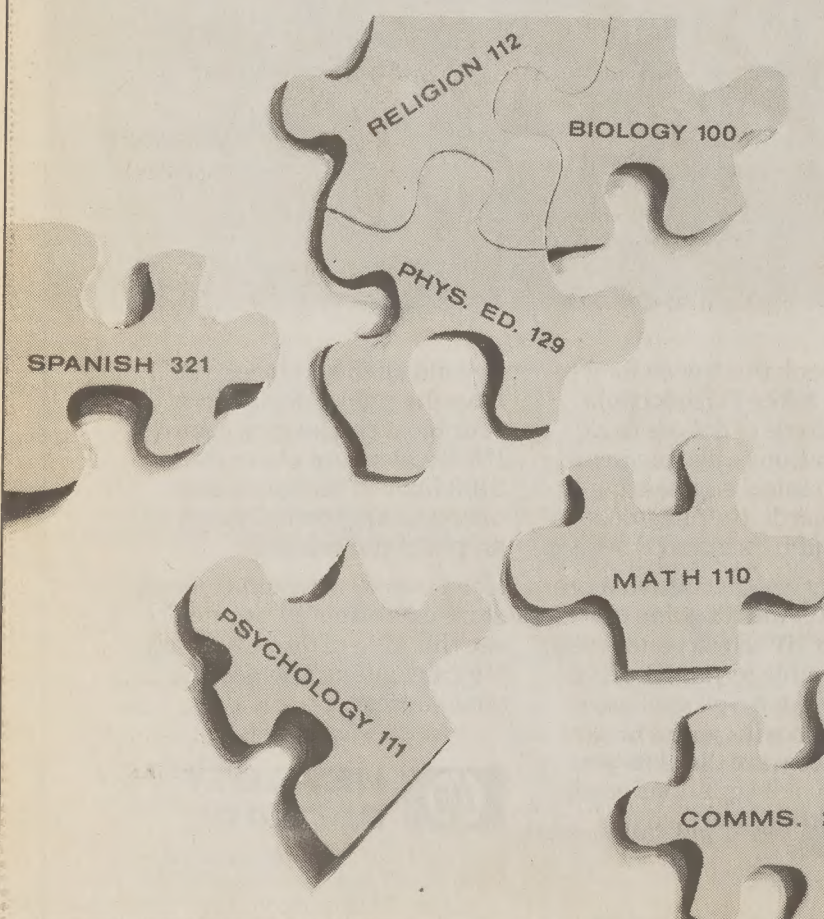 RELIGION 112
BIOLOGY 100
PHYS. ED. 129
SPANISH 321
MATH 110
PSYCHOLOGY 111
COMMS.